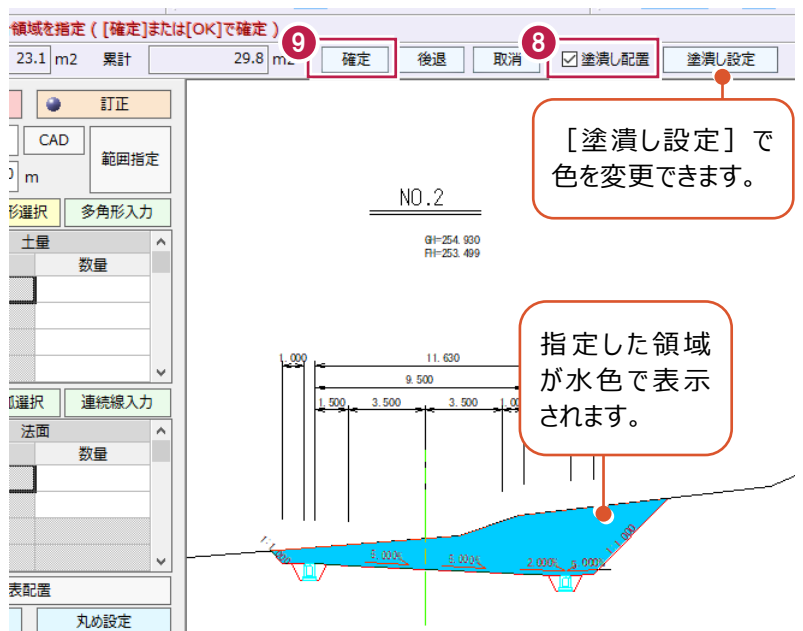 領域を指定 ( [確定]または[OK]で確定 )
23.1 m2 累計 29.8 m2 確定 後退 取消 塗潰し配置 塗潰し設定
9
8
訂正
CAD
範囲指定
m
形選択 多角形入力
土量
数量
[塗潰し設定]で
色を変更できます。
NO.2
GH=254.930
FH=253.499
指定した領域
が水色で表示
されます。
1.000 11.630
9.500
1.500 3.500 3.500
選択 連続線入力
法面
数量
1:1.000 1:1.000
2.000%
表配置
丸め設定